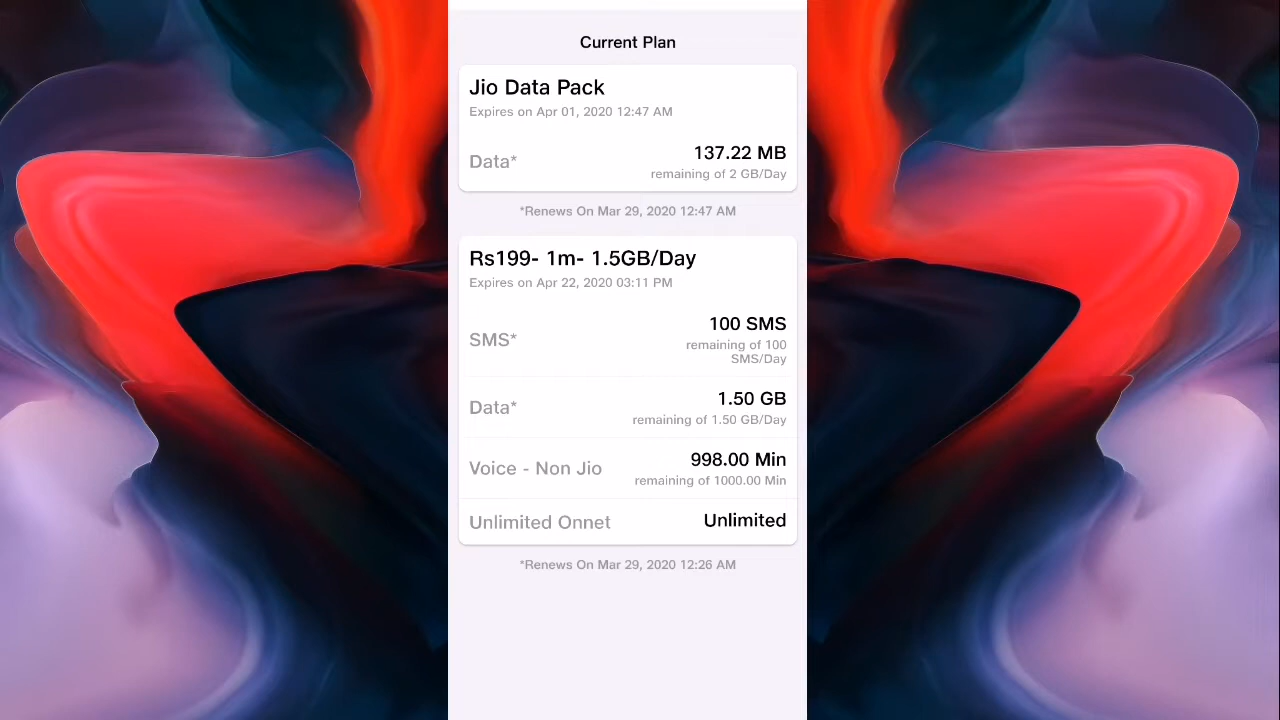 Current Plan
Jio Data Pack
Expires on Apr 01, 2020 12:47 AM
Data*
137.22 MB
remaining of 2 GB/Day
*Renews On Mar 29, 2020 12:47 AM
Rs199- 1m- 1.5GB/Day
Expires on Apr 22, 2020 03:11 PM
SMS*
100 SMS
remaining of 100
SMS/Day
Data*
1.50 GB
remaining of 1.50 GB/Day
Voice - Non Jio
998.00 Min
remaining of 1000.00 Min
Unlimited Onnet
Unlimited
*Renews On Mar 29, 2020 12:26 AM